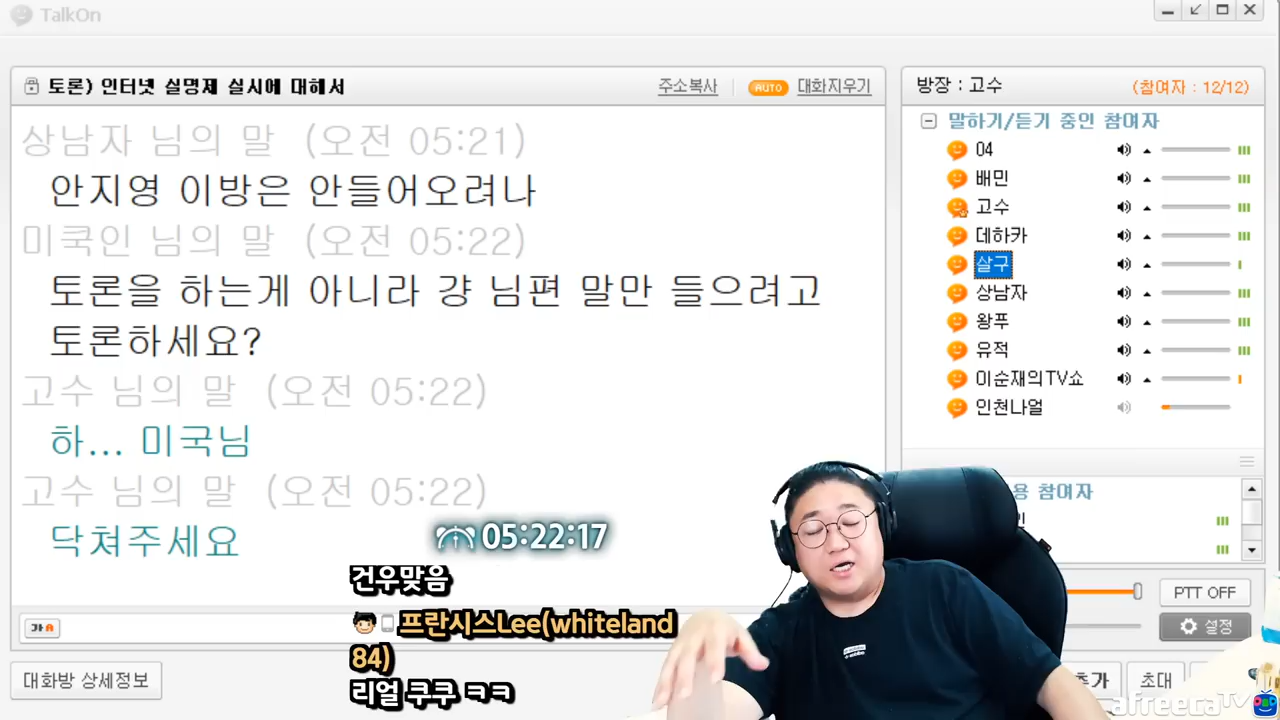 TalkOn
토론) 인터넷 실명제 실시에 대해서
주소복사
AUTO
대화지우기
상남자 님의 말 (오전 05:21)
안지영 이방은 안들어오려나
미쿡인 님의 말 (오전 05:22)
토론을 하는게 아니라 걍 님편 말만 들으려고
토론하세요?
고수 님의 말 (오전 05:22)
하... 미국님
고수 님의 말 (오전 05:22)
닥쳐주세요
05:22:17
건우맞음
프란시스Lee(whiteland
84)
리얼 쿠쿠 ㅋㅋ
가A
대화방 상세정보
방장 : 고수
(참여자 : 12/12)
말하기/듣기 중인 참여자
04
배민
고수
데하카
살구
상남자
왕푸
유적
이순재의TV쇼
인천나얼
용 참여자
PTT OFF
설정
추가
초대
afreecaTV